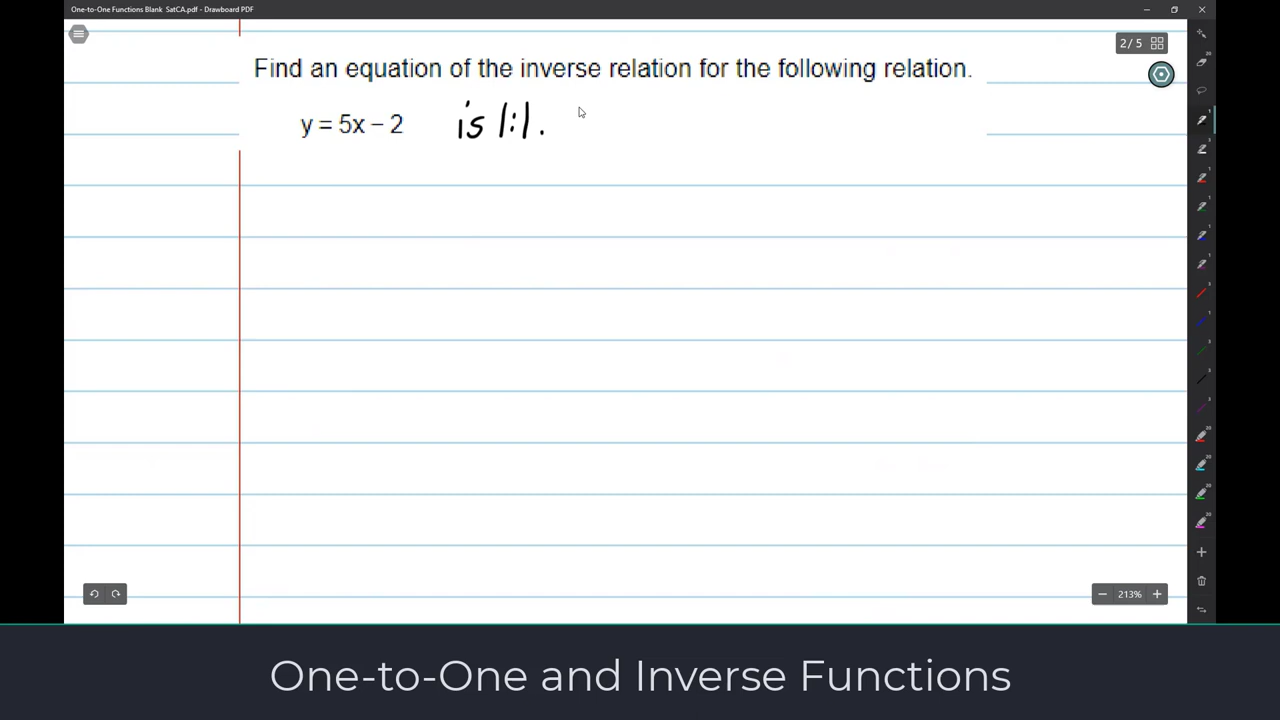 One-to-One Functions Blank SatCA.pdf - Drawboard PDF
2 / 5
Find an equation of the inverse relation for the following relation.
y = 5x − 2 is 1:1.
213%
One-to-One and Inverse Functions